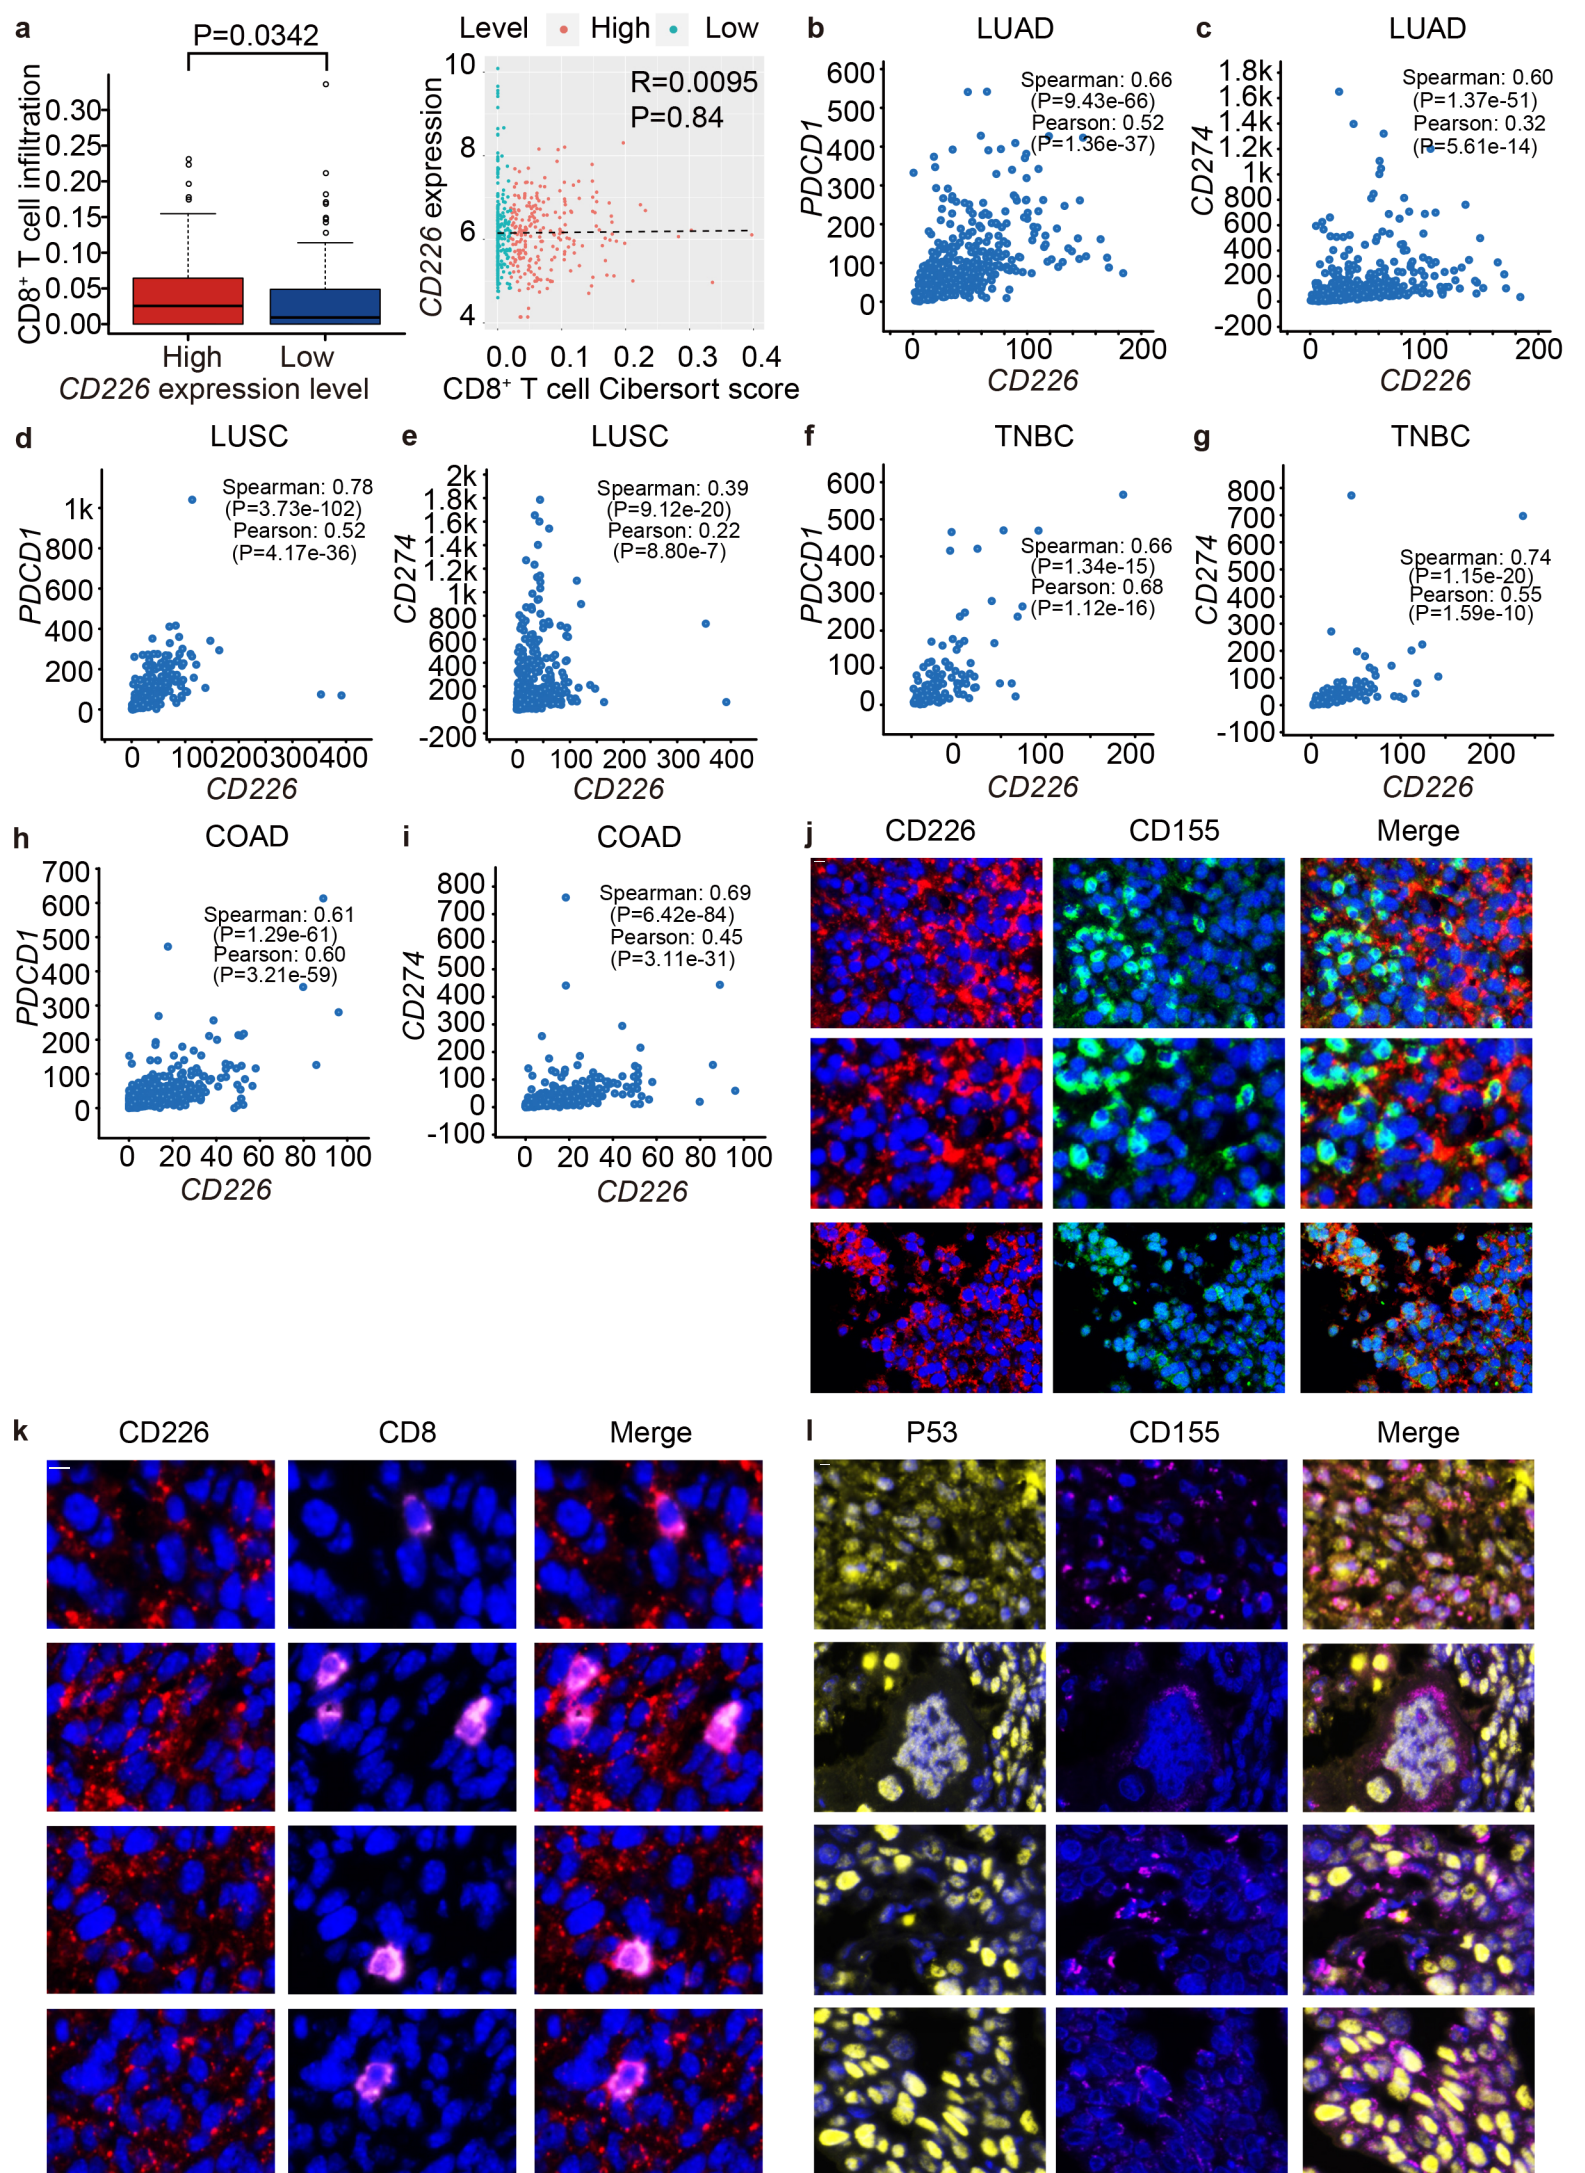 a
P=0.0342
CD8⁺ T cell infiltration
0.30
0.25
0.20
0.15
0.10
0.05
0.00
High Low
CD226 expression level
Level High Low
CD226 expression
10
8
6
4
R=0.0095
P=0.84
0.0 0.1 0.2 0.3 0.4
CD8⁺ T cell Cibersort score
b
LUAD
PDCD1
600
500
400
300
200
100
0
Spearman: 0.66
(P=9.43e-66)
Pearson: 0.52
(P=1.36e-37)
0 100 200
CD226
c
LUAD
CD274
1.8k
1.6k
1.4k
1.2k
1k
800
600
400
200
0
-200
Spearman: 0.60
(P=1.37e-51)
Pearson: 0.32
(P=5.61e-14)
0 100 200
CD226
d
LUSC
PDCD1
1k
800
600
400
200
0
Spearman: 0.78
(P=3.73e-102)
Pearson: 0.52
(P=4.17e-36)
0 100 200 300 400
CD226
e
LUSC
CD274
2k
1.8k
1.6k
1.4k
1.2k
1k
800
600
400
200
0
-200
Spearman: 0.39
(P=9.12e-20)
Pearson: 0.22
(P=8.80e-7)
0 100 200 300 400
CD226
f
TNBC
PDCD1
600
500
400
300
200
100
0
Spearman: 0.66
(P=1.34e-15)
Pearson: 0.68
(P=1.12e-16)
0 100 200
CD226
g
TNBC
CD274
800
700
600
500
400
300
200
100
0
-100
Spearman: 0.74
(P=1.15e-20)
Pearson: 0.55
(P=1.59e-10)
0 100 200
CD226
h
COAD
PDCD1
700
600
500
400
300
200
100
0
Spearman: 0.61
(P=1.29e-61)
Pearson: 0.60
(P=3.21e-59)
0 20 40 60 80 100
CD226
i
COAD
CD274
800
700
600
500
400
300
200
100
0
-100
Spearman: 0.69
(P=6.42e-84)
Pearson: 0.45
(P=3.11e-31)
0 20 40 60 80 100
CD226
j
CD226 CD155 Merge
k
CD226 CD8 Merge
l
P53 CD155 Merge